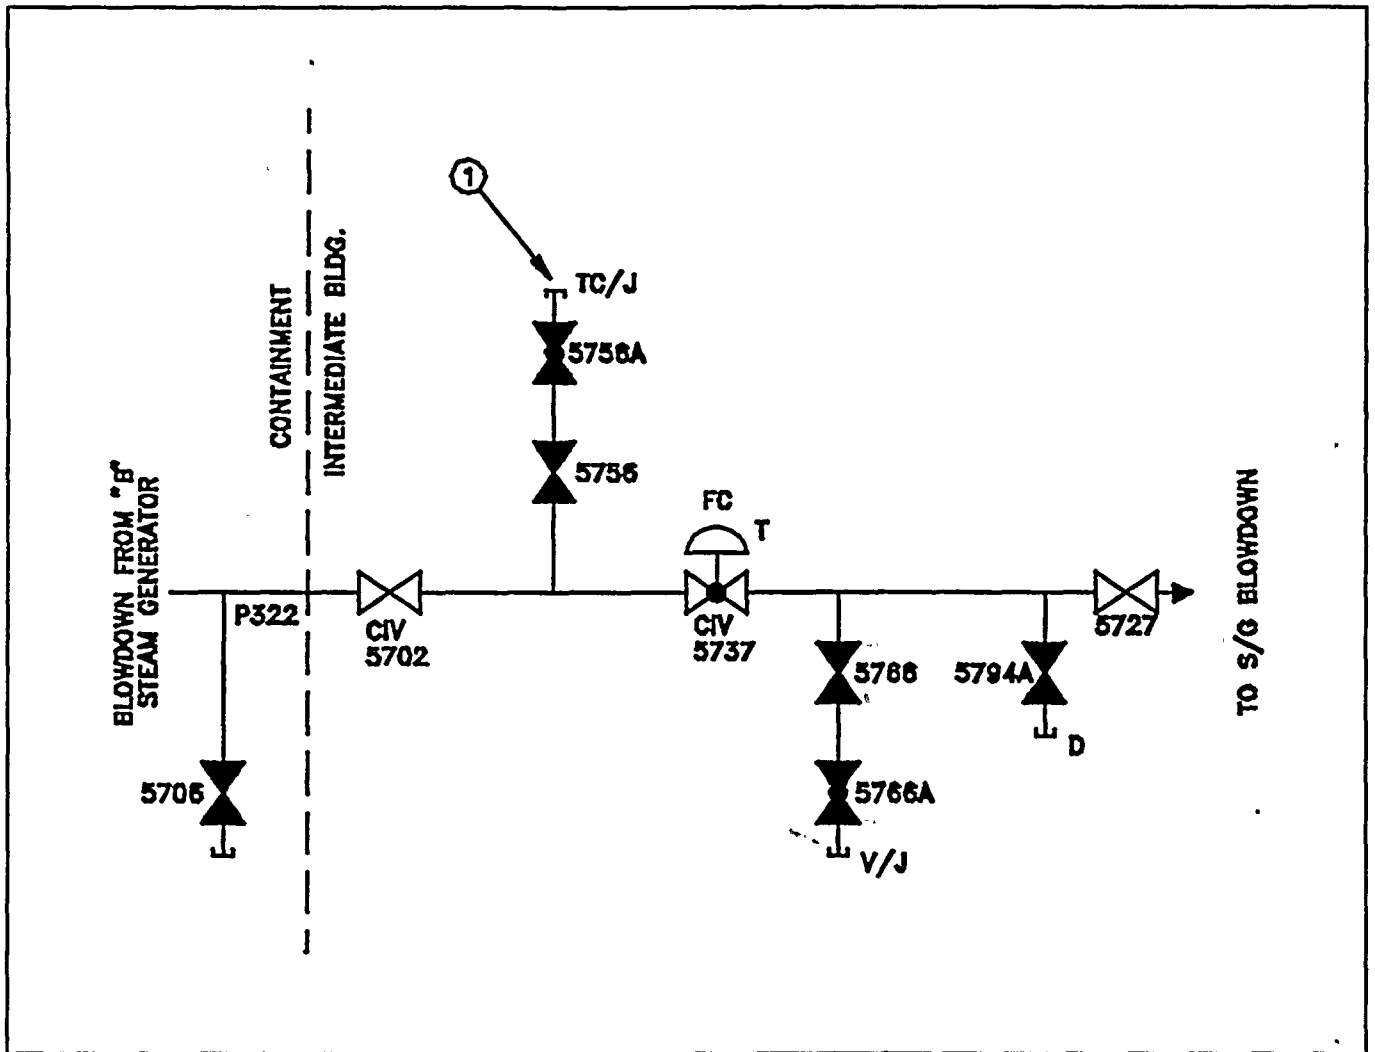 1
TC/J
5756A
5756
CONTAINMENT
INTERMEDIATE BLDG.
BLOWDOWN FROM "B"
STEAM GENERATOR
P322
CIV
5702
FC
T
CIV
5737
5727
TO S/G BLOWDOWN
5766
5794A
D
5706
5766A
V/J